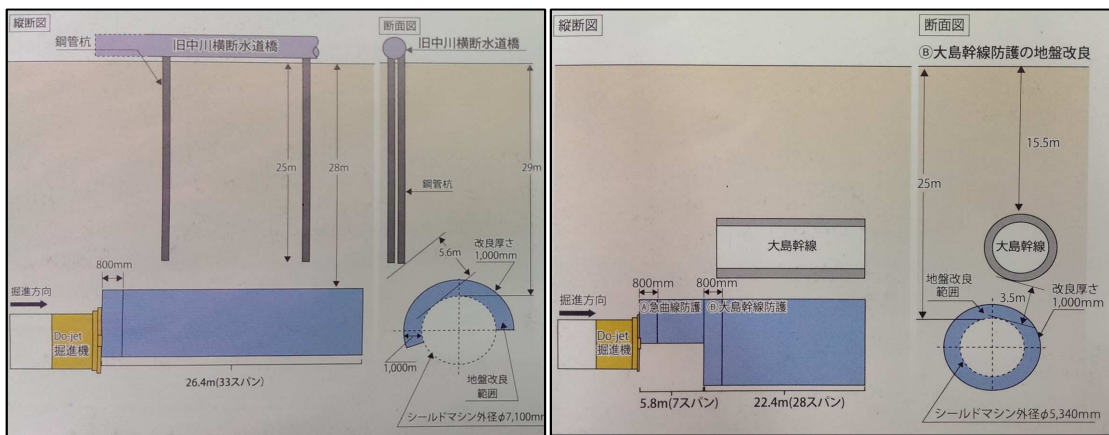 縦断図
断面図
鋼管杭
旧中川横断水道橋
旧中川横断水道橋
25m
28m
29m
鋼管杭
800mm
5.6m
改良厚さ
1,000mm
掘進方向
Do-jet
掘進機
1,000m
26.4m(33スパン)
地盤改良
範囲
シールドマシン外径φ7,100mm
縦断図
断面図
Ⓑ大島幹線防護の地盤改良
15.5m
25m
大島幹線
大島幹線
800mm
800mm
地盤改良
範囲
改良厚さ
1,000mm
3.5m
掘進方向
Ⓐ急曲線防護
Ⓑ大島幹線防護
Do-jet
掘進機
5.8m(7スパン)
22.4m(28スパン)
シールドマシン外径φ5,340mm